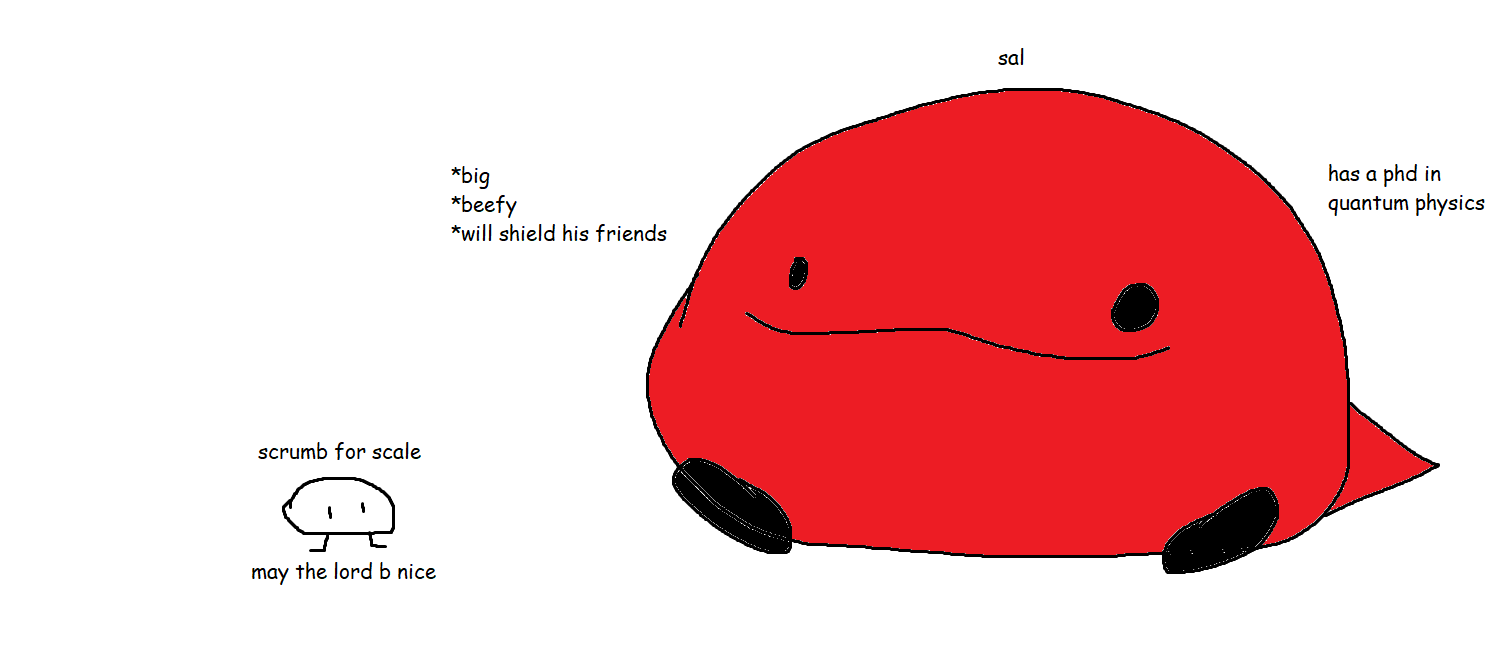 sal
*big
*beefy
*will shield his friends
has a phd in
quantum physics
scrumb for scale
may the lord b nice